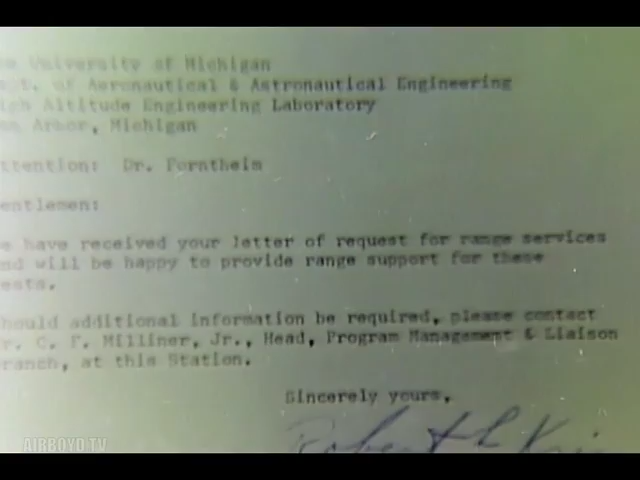 University of Michigan
of Aeronautical & Astronautical Engineering
igh Altitude Engineering Laboratory
Arbor, Michigan
ttention: Dr. Forntheim
entlemen:
e have received your letter of request for range services
nd will be happy to provide range support for these
ests.
hould additional information be required, please contact
r. C. F. Milliner, Jr., Head, Program Management & Liaison
ranch, at this Station.
Sincerely yours,
Robert L
AIRBOYD.TV